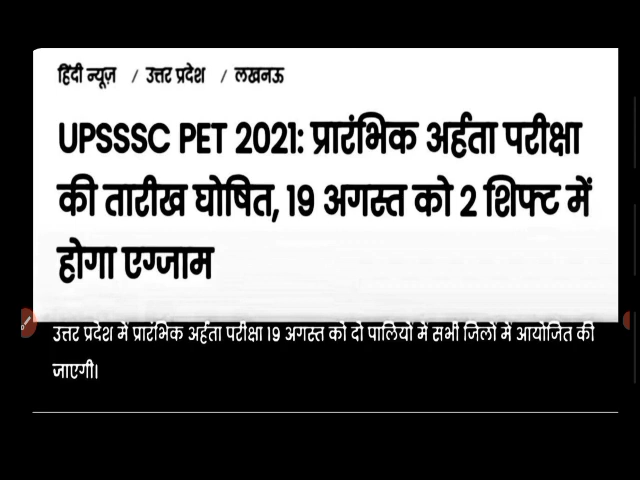 हिंदी न्यूज़ / उत्तर प्रदेश / लखनऊ
UPSSSC PET 2021: प्रारंभिक अर्हता परीक्षा
की तारीख घोषित, 19 अगस्त को 2 शिफ्ट में
होगा एग्जाम
उत्तर प्रदेश में प्रारंभिक अर्हता परीक्षा 19 अगस्त को दो पालियों में सभी जिलों में आयोजित की
जाएगी।